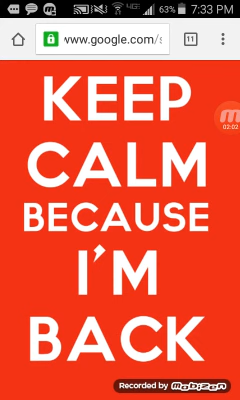 63% 7:33 PM
www.google.com/s
11
KEEP
CALM
02:02
BECAUSE
I'M
BACK
Recorded by Mobizen